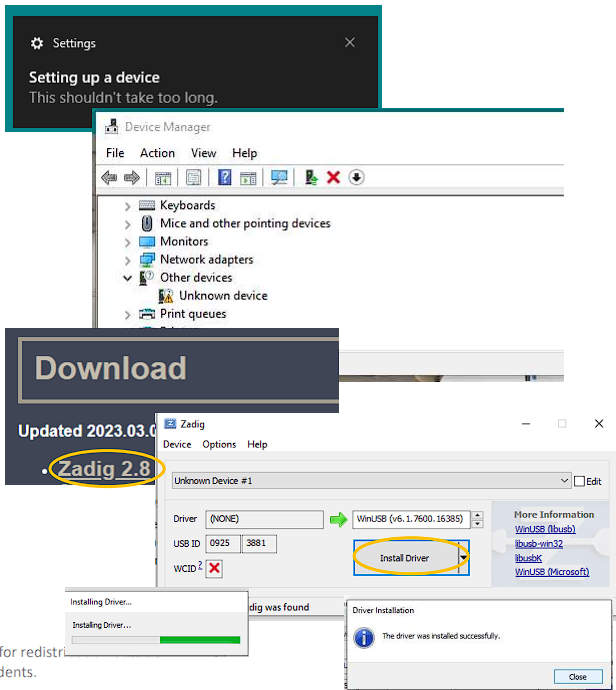 Settings
Setting up a device
This shouldn't take too long.
Device Manager
File Action View Help
Keyboards
Mice and other pointing devices
Monitors
Network adapters
Other devices
Unknown device
Print queues
Download
Updated 2023.03.0
Zadig 2.8
Zadig
Device Options Help
Unknown Device #1
Edit
Driver (NONE) WinUSB (v6.1.7600.16385)
More Information
WinUSB (libusb)
libusb-win32
libusbK
WinUSB (Microsoft)
USB ID 0925 3881
WCID ?
Install Driver
Installing Driver...
Installing Driver...
dig was found
Driver Installation
The driver was installed successfully.
Close
for redistri
dents.